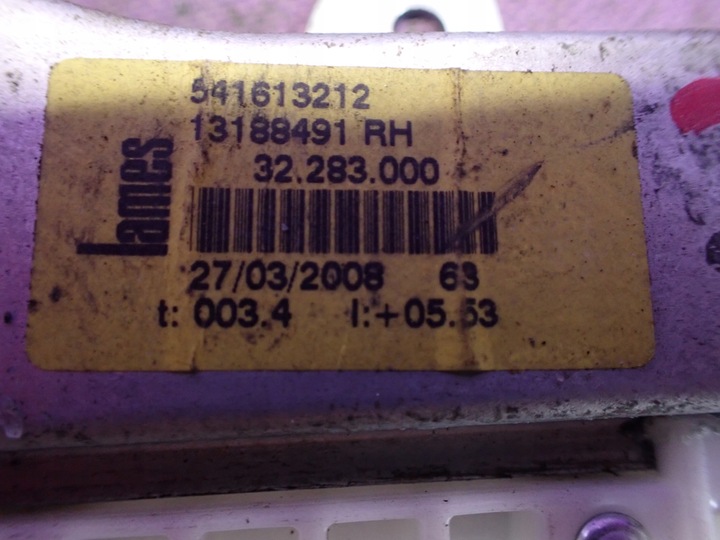 541613212
13188491 RH
32.283.000
Lames
27/03/2008 63
t: 003.4 l:+05.53